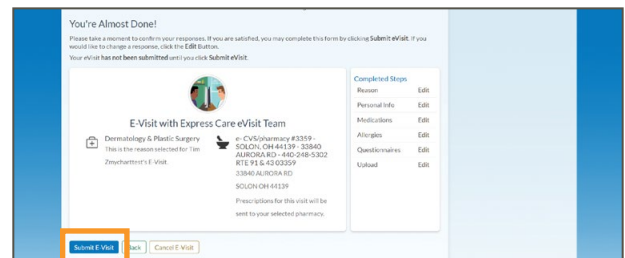 You're Almost Done!
Please take a moment to confirm your responses. If you are satisfied, you may complete this form by clicking Submit eVisit. If you
would like to change a response, click the Edit Button.
Your eVisit has not been submitted until you click Submit eVisit.
E-Visit with Express Care eVisit Team
Dermatology & Plastic Surgery
This is the reason selected for Tim
Zmycharttest's E-Visit.
e- CVS/pharmacy #3359 -
SOLON, OH 44139 - 33840
AURORA RD - 440-248-5302
RTE 91 & 43 03359
33840 AURORA RD
SOLON OH 44139
Prescriptions for this visit will be
sent to your selected pharmacy.
Completed Steps
Reason Edit
Personal Info Edit
Medications Edit
Allergies Edit
Questionnaires Edit
Upload Edit
Submit E-Visit Back Cancel E-Visit